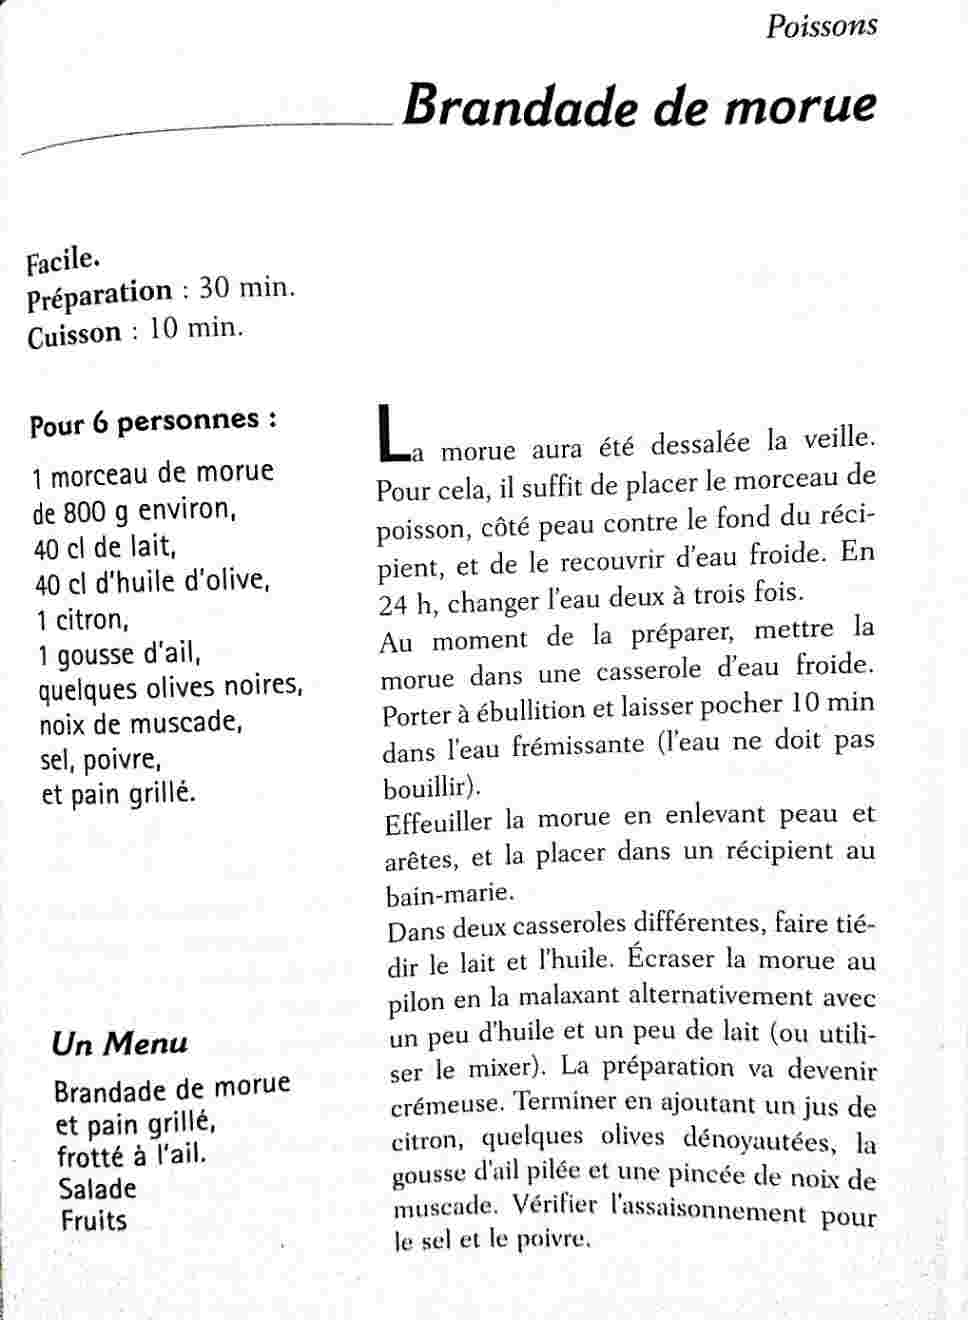 Poissons
Brandade de morue
Facile.
Préparation : 30 min.
Cuisson : 10 min.
Pour 6 personnes :
1 morceau de morue
de 800 g environ,
40 cl de lait,
40 cl d'huile d'olive,
1 citron,
1 gousse d'ail,
quelques olives noires,
noix de muscade,
sel, poivre,
et pain grillé.
Un Menu
Brandade de morue
et pain grillé,
frotté à l'ail.
Salade
Fruits
La morue aura été dessalée la veille.
Pour cela, il suffit de placer le morceau de
poisson, côté peau contre le fond du réci-
pient, et de le recouvrir d'eau froide. En
24 h, changer l'eau deux à trois fois.
Au moment de la préparer, mettre la
morue dans une casserole d'eau froide.
Porter à ébullition et laisser pocher 10 min
dans l'eau frémissante (l'eau ne doit pas
bouillir).
Effeuiller la morue en enlevant peau et
arêtes, et la placer dans un récipient au
bain-marie.
Dans deux casseroles différentes, faire tié-
dir le lait et l'huile. Écraser la morue au
pilon en la malaxant alternativement avec
un peu d'huile et un peu de lait (ou utili-
ser le mixer). La préparation va devenir
crémeuse. Terminer en ajoutant un jus de
citron, quelques olives dénoyautées, la
gousse d'ail pilée et une pincée de noix de
muscade. Vérifier l'assaisonnement pour
le sel et le poivre.